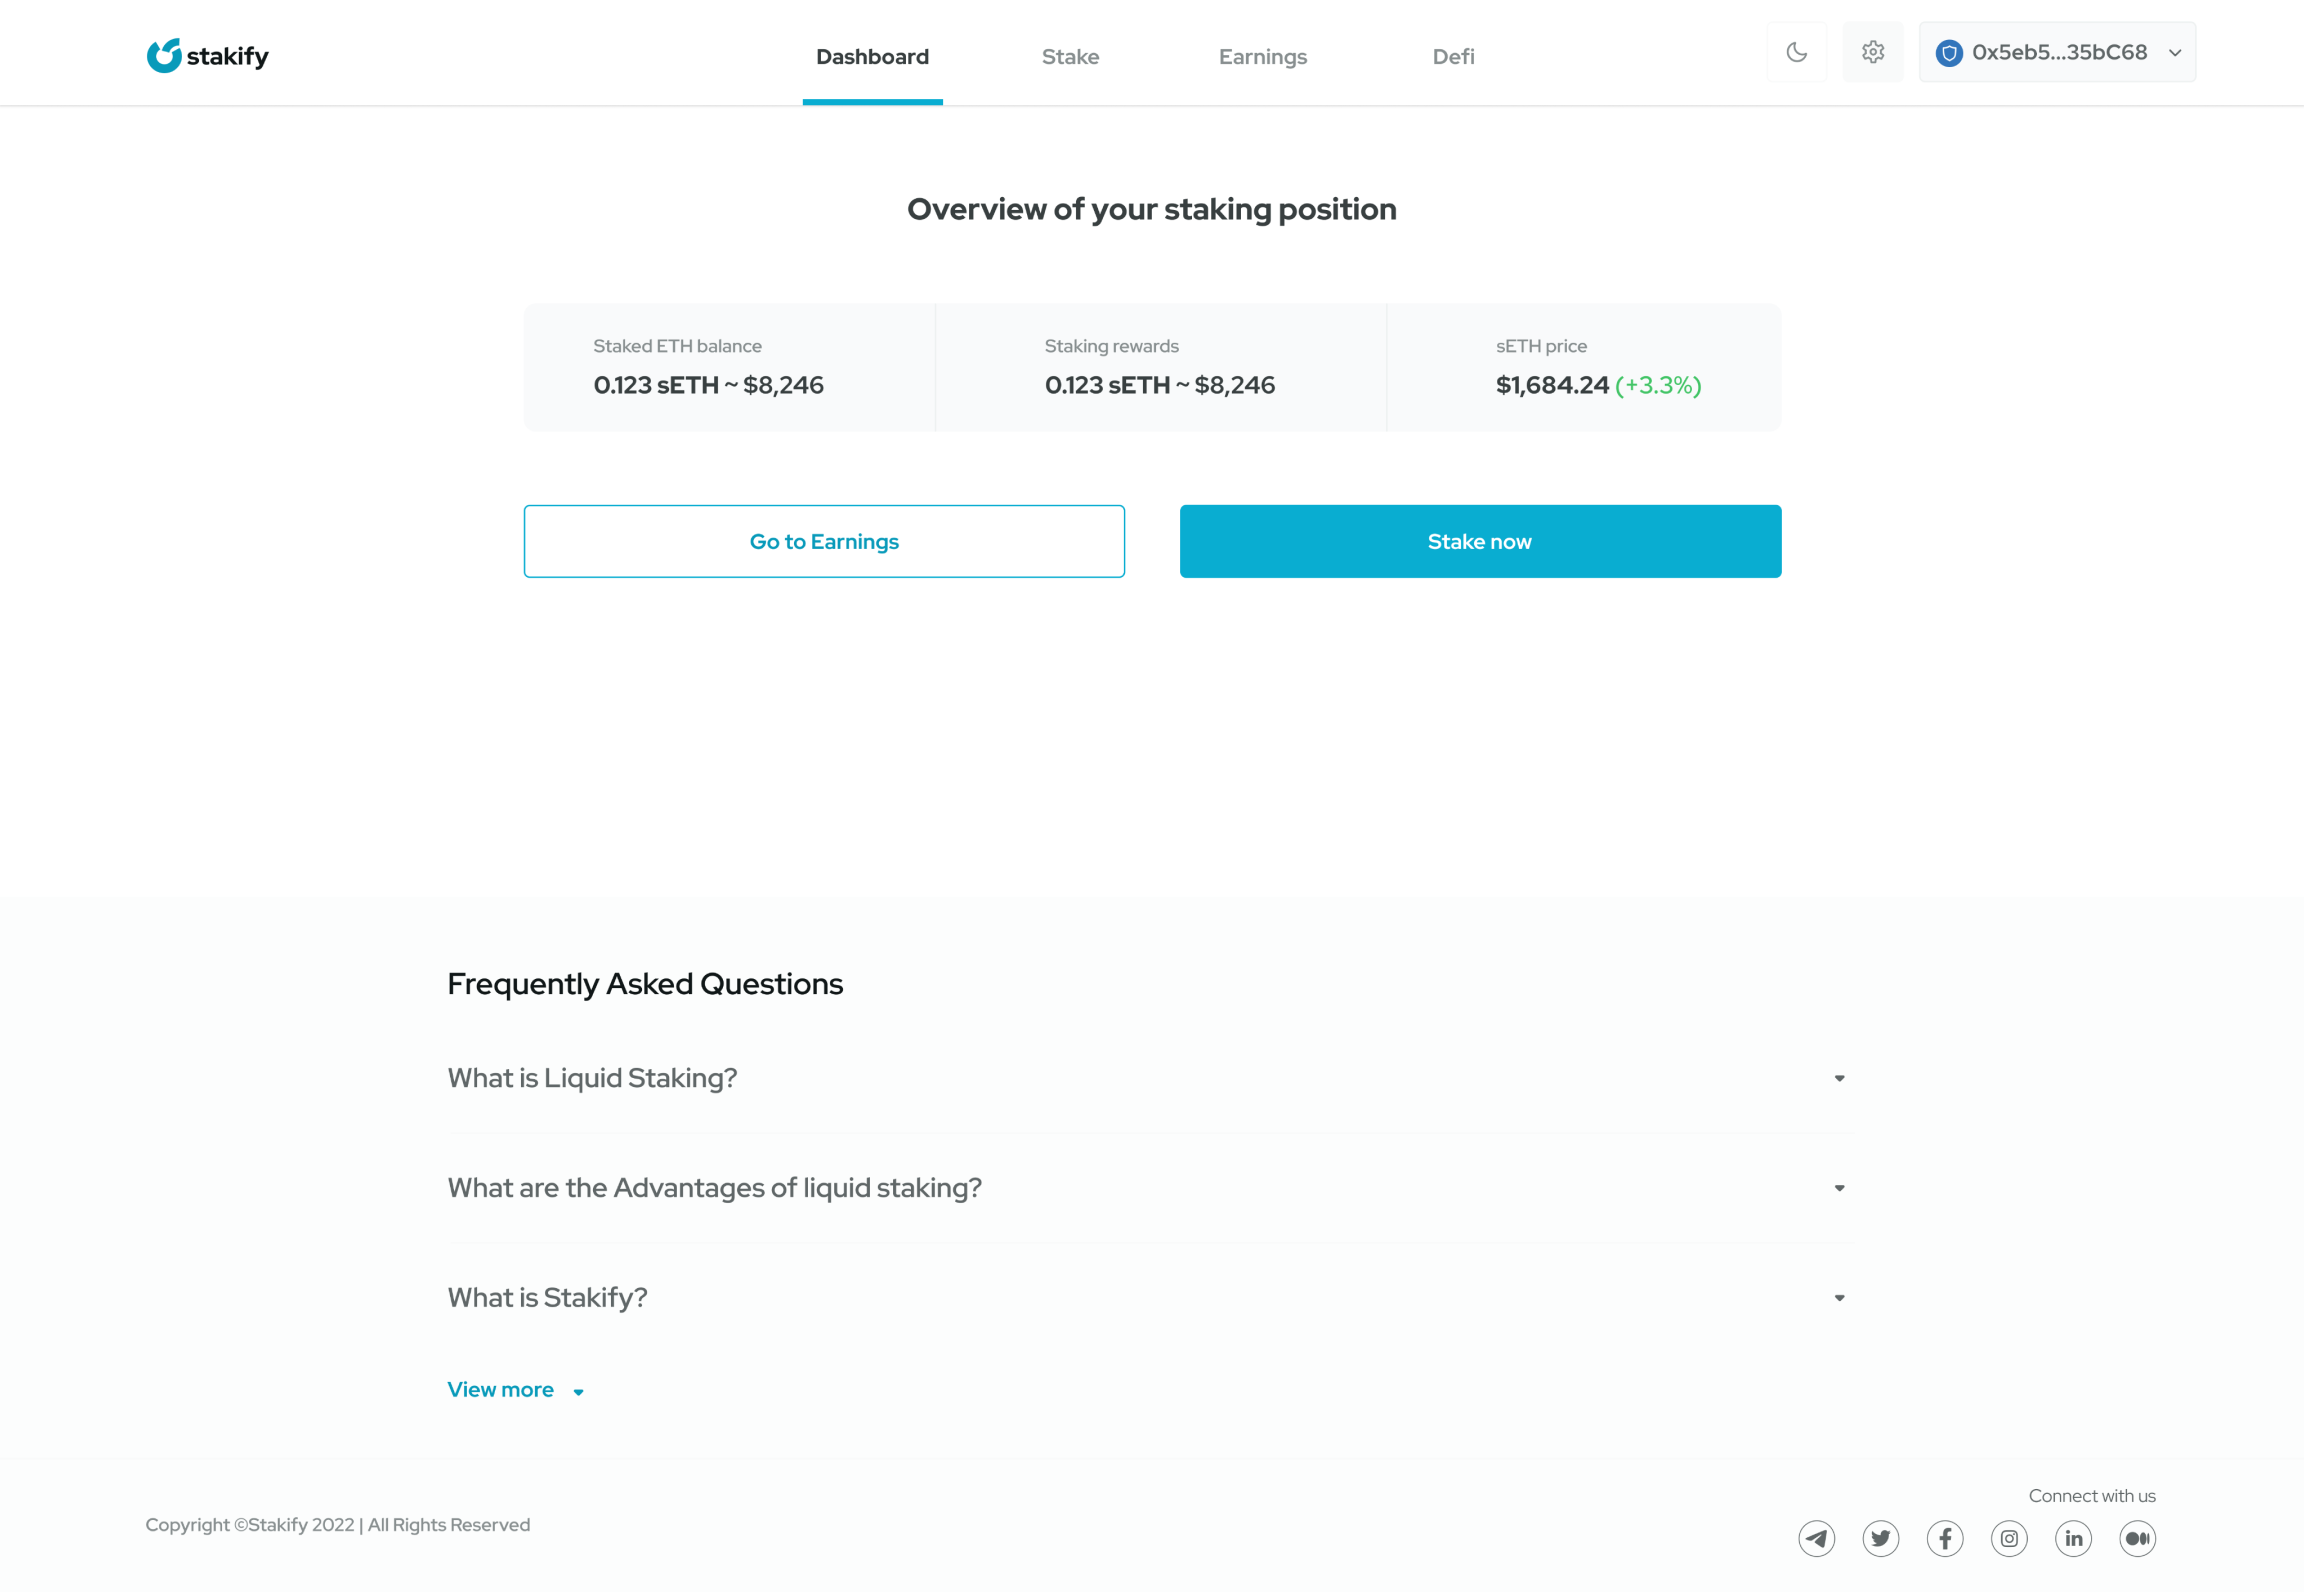 stakify
Dashboard
Stake
Earnings
Defi
0x5eb5...35bC68
Overview of your staking position
Staked ETH balance
0.123 sETH ~ $8,246
Staking rewards
0.123 sETH ~ $8,246
sETH price
$1,684.24 (+3.3%)
Go to Earnings
Stake now
Frequently Asked Questions
What is Liquid Staking?
What are the Advantages of liquid staking?
What is Stakify?
View more
Connect with us
Copyright ©Stakify 2022 | All Rights Reserved